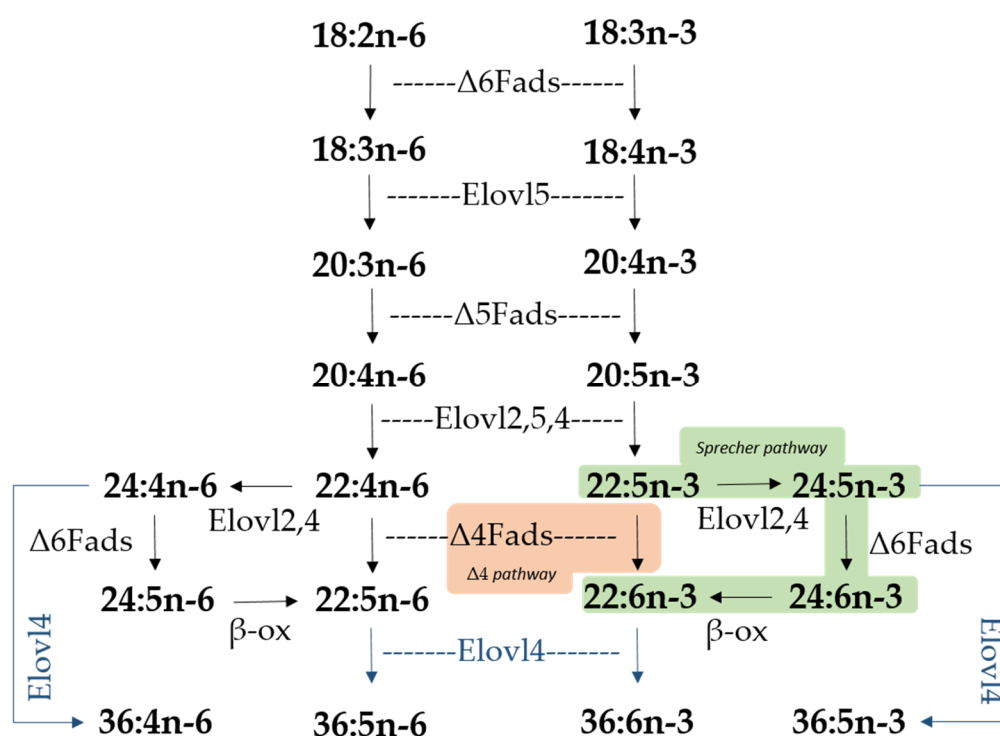 18:2n-6 18:3n-3
------Δ6Fads------
18:3n-6 18:4n-3
-------Elovl5-------
20:3n-6 20:4n-3
------Δ5Fads------
20:4n-6 20:5n-3
-----Elovl2,5,4-----
Sprecher pathway
24:4n-6 22:4n-6 22:5n-3 24:5n-3
Elovl2,4 Elovl2,4
Δ6Fads ------Δ4Fads------ Δ6Fads
Δ4 pathway
24:5n-6 22:5n-6 22:6n-3 24:6n-3
β-ox β-ox
Elovl4 -------Elovl4------- Elovl4
36:4n-6 36:5n-6 36:6n-3 36:5n-3